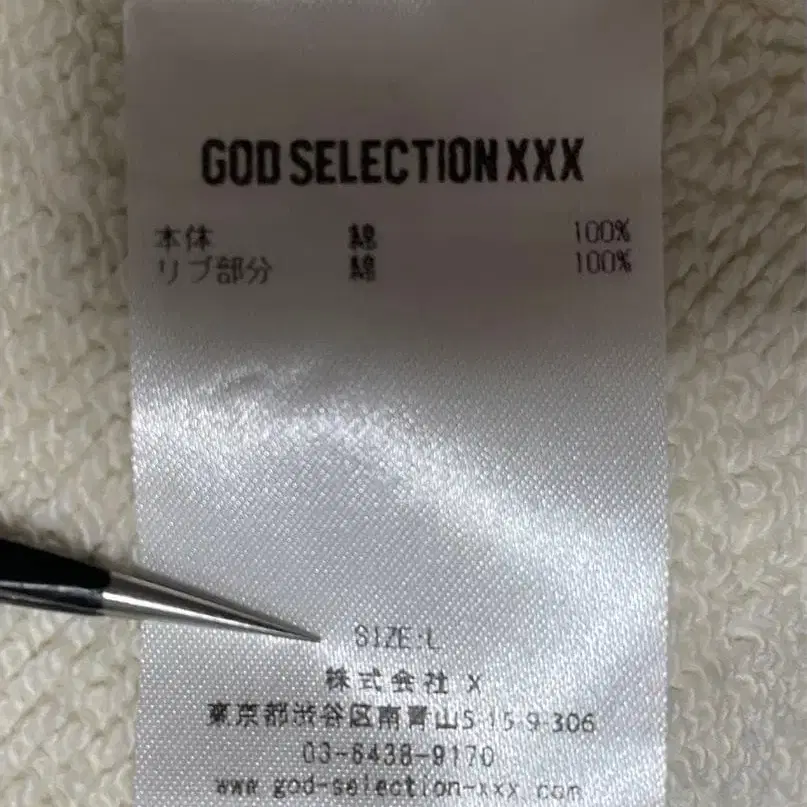 GOD SELECTION XXX
本体 綿 100%
リブ部分 綿 100%
SIZE:L
株式会社 X
東京都渋谷区南青山5-15-9-306
03-6438-9170
www.god-selection-xxx.com